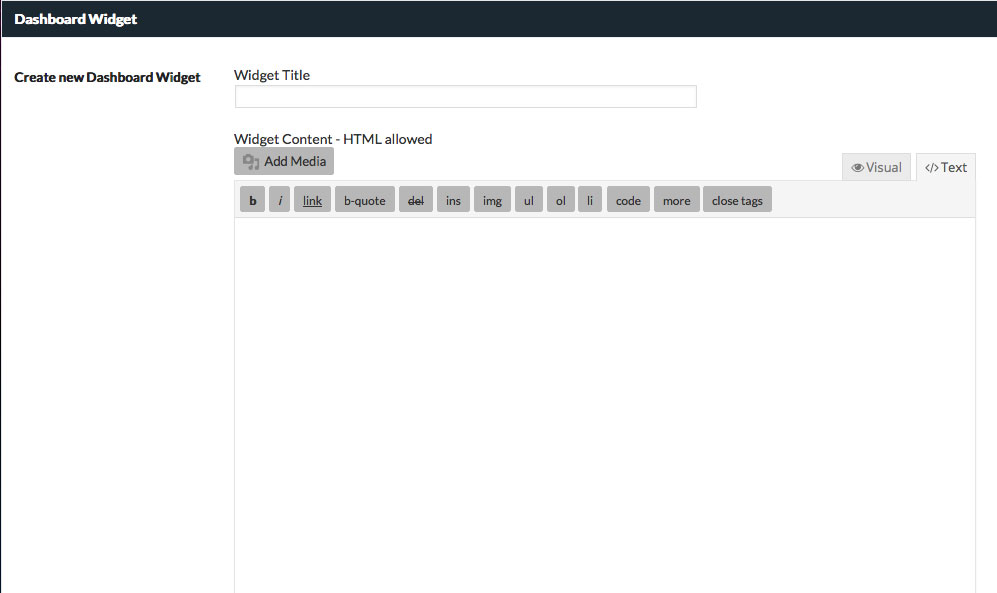 Dashboard Widget
Create new Dashboard Widget
Widget Title
Widget Content - HTML allowed
Add Media
Visual
</> Text
b i link b-quote del ins img ul ol li code more close tags